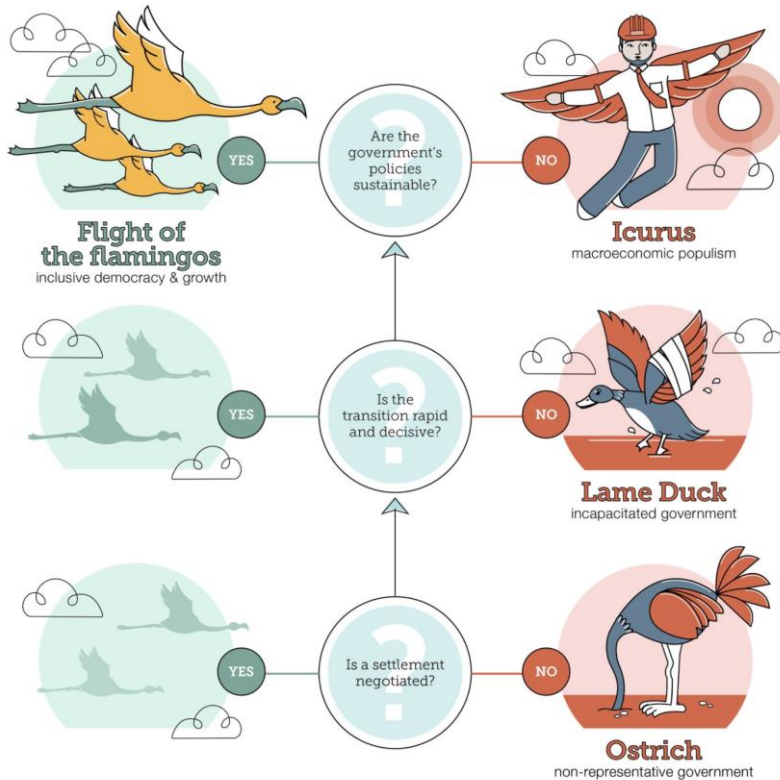 Are the
government's
policies
sustainable?
YES
NO
Flight of
the flamingos
inclusive democracy & growth
Icurus
macroeconomic populism
Is the
transition rapid
and decisive?
YES
NO
Lame Duck
incapacitated government
Is a settlement
negotiated?
YES
NO
Ostrich
non-representative government